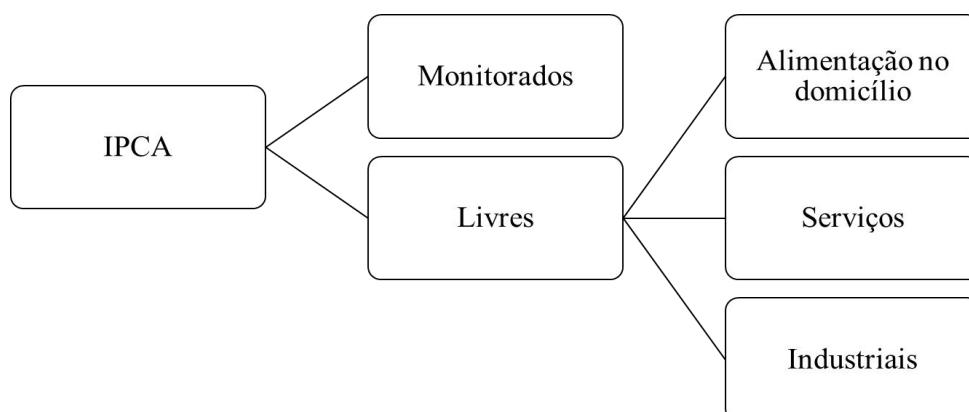 IPCA
Monitorados
Livres
Alimentação no
domicílio
Serviços
Industriais